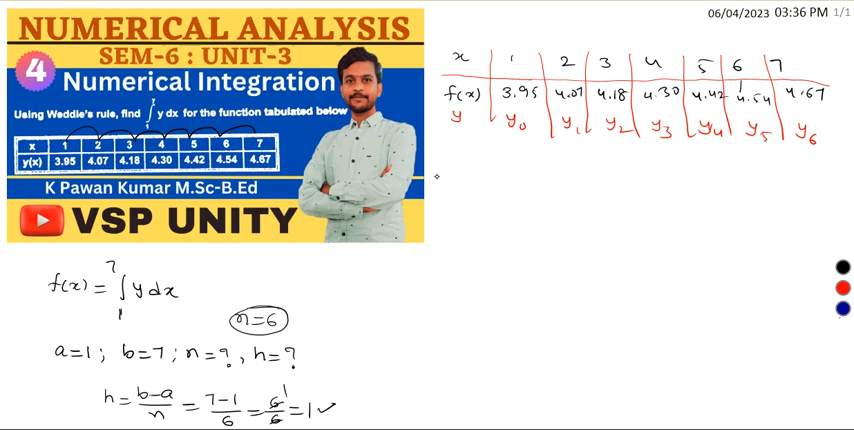 06/04/2023 03:36 PM 1/1
NUMERICAL ANALYSIS
SEM-6 : UNIT-3
4
Numerical Integration
Using Weddle's rule, find ∫₁⁷ y dx for the function tabulated below
x 1 2 3 4 5 6 7
y(x) 3.95 4.07 4.18 4.30 4.42 4.54 4.67
K Pawan Kumar M.Sc-B.Ed
VSP UNITY
x 1 2 3 4 5 6 7
f(x) 3.95 4.07 4.18 4.30 4.42 4.54 4.67
y y₀ y₁ y₂ y₃ y₄ y₅ y₆
f(x) = ∫₁⁷ y dx
n=6
a=1; b=7; n=?, h=?
h = b-a/n = 7-1/6 = 6/6 1 = 1 ✓